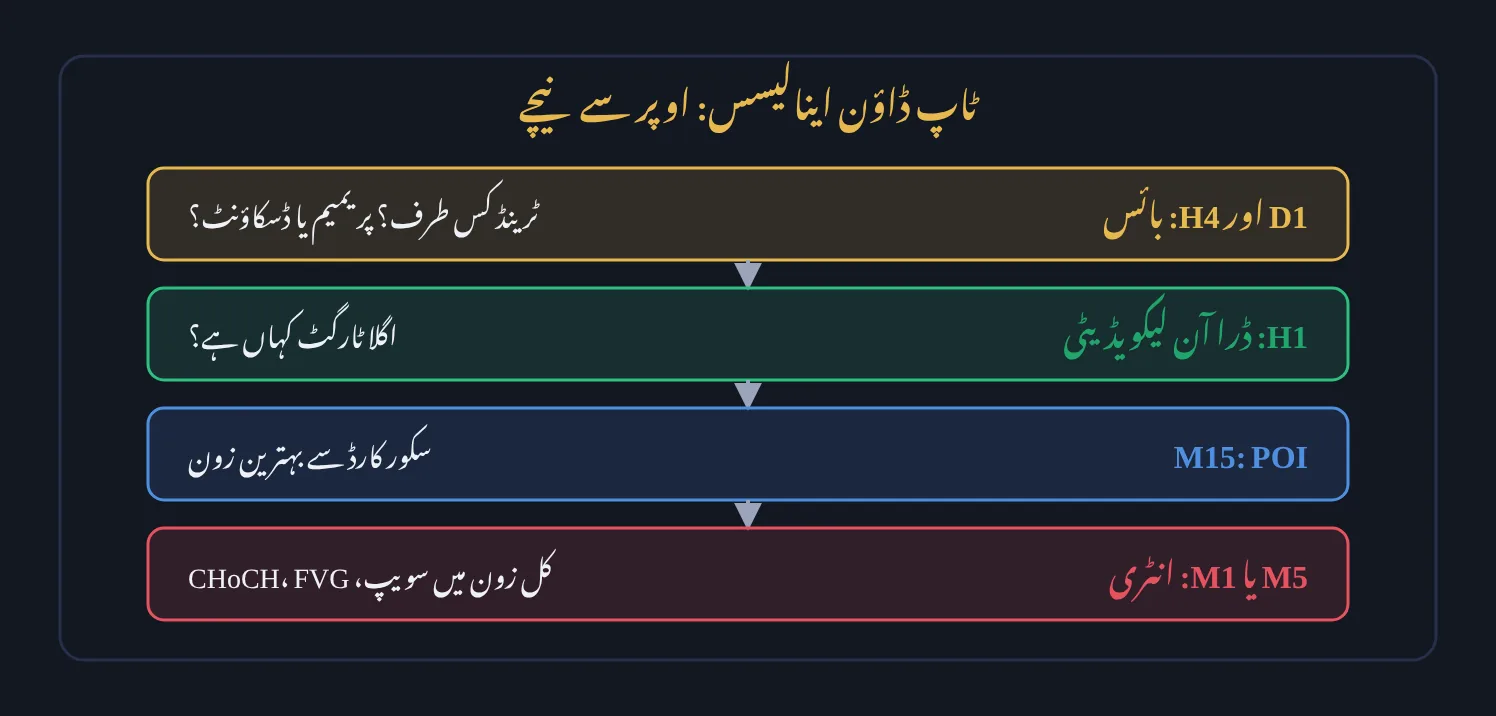 ٹاپ ڈاؤن اینالیسس: اوپر سے نیچے
D1 اور H4: بائس
ٹرینڈ کس طرف؟ پریمیم یا ڈسکاؤنٹ؟
H1: ڈرا آن لیکویڈیٹی
اگلا ٹارگٹ کہاں ہے؟
M15: POI
سکور کارڈ سے بہترین زون
M5 یا M1: انٹری
کل زون میں سویپ، CHoCH، FVG